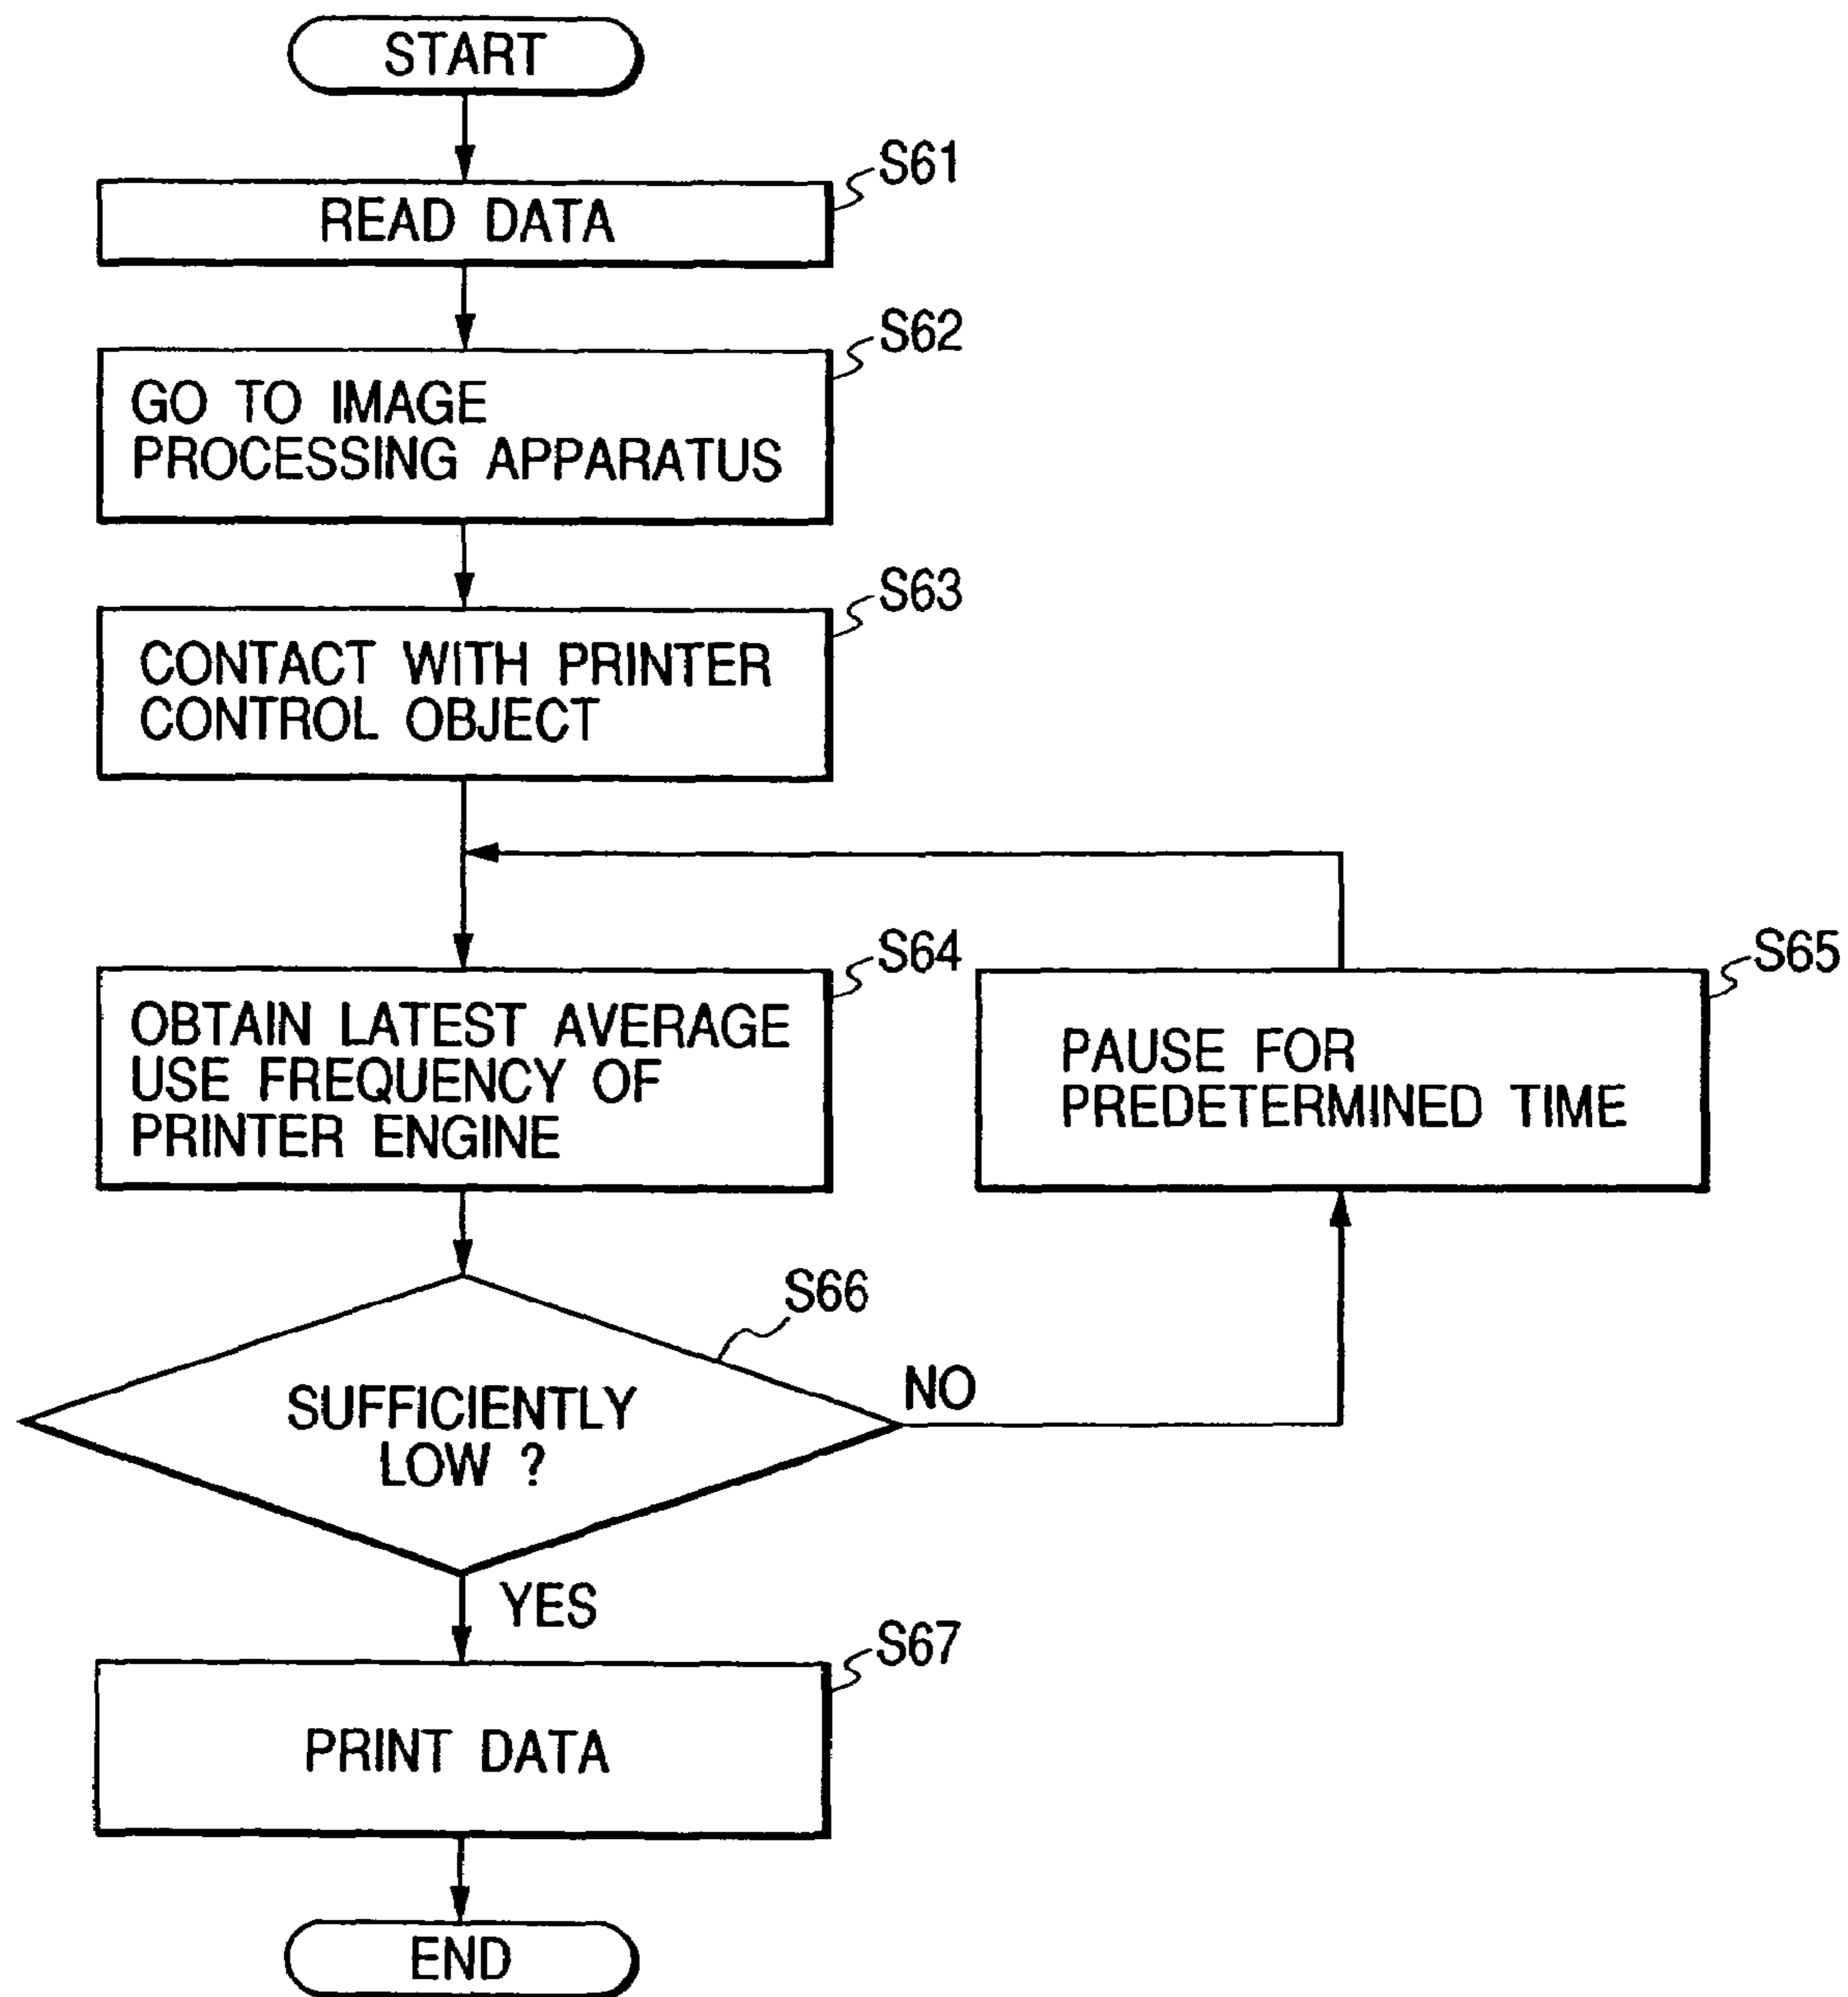 START
S61
READ DATA
S62
GO TO IMAGE
PROCESSING APPARATUS
S63
CONTACT WITH PRINTER
CONTROL OBJECT
S64
OBTAIN LATEST AVERAGE
USE FREQUENCY OF
PRINTER ENGINE
S65
PAUSE FOR
PREDETERMINED TIME
S66
SUFFICIENTLY
LOW ?
NO
YES
S67
PRINT DATA
END